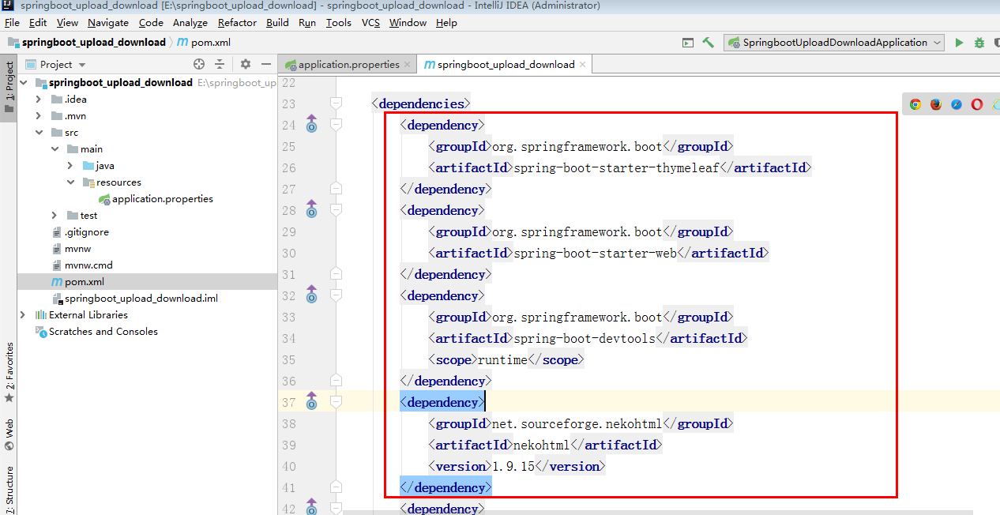 springboot_upload_download [E:\springboot_upload_download] - springboot_upload_download - IntelliJ IDEA (Administrator)
File Edit View Navigate Code Analyze Refactor Build Run Tools VCS Window Help
springboot_upload_download pom.xml SpringbootUploadDownloadApplication
1: Project
2: Favorites
Web
7: Structure
Project
springboot_upload_download E:\springboot_up
.idea
.mvn
src
main
java
resources
application.properties
test
.gitignore
mvnw
mvnw.cmd
pom.xml
springboot_upload_download.iml
External Libraries
Scratches and Consoles
application.properties springboot_upload_download
22
23 <dependencies>
24 <dependency>
25 <groupId>org.springframework.boot</groupId>
26 <artifactId>spring-boot-starter-thymeleaf</artifactId>
27 </dependency>
28 <dependency>
29 <groupId>org.springframework.boot</groupId>
30 <artifactId>spring-boot-starter-web</artifactId>
31 </dependency>
32 <dependency>
33 <groupId>org.springframework.boot</groupId>
34 <artifactId>spring-boot-devtools</artifactId>
35 <scope>runtime</scope>
36 </dependency>
37 <dependency>
38 <groupId>net.sourceforge.nekohtml</groupId>
39 <artifactId>nekohtml</artifactId>
40 <version>1.9.15</version>
41 </dependency>
42 <dependency>